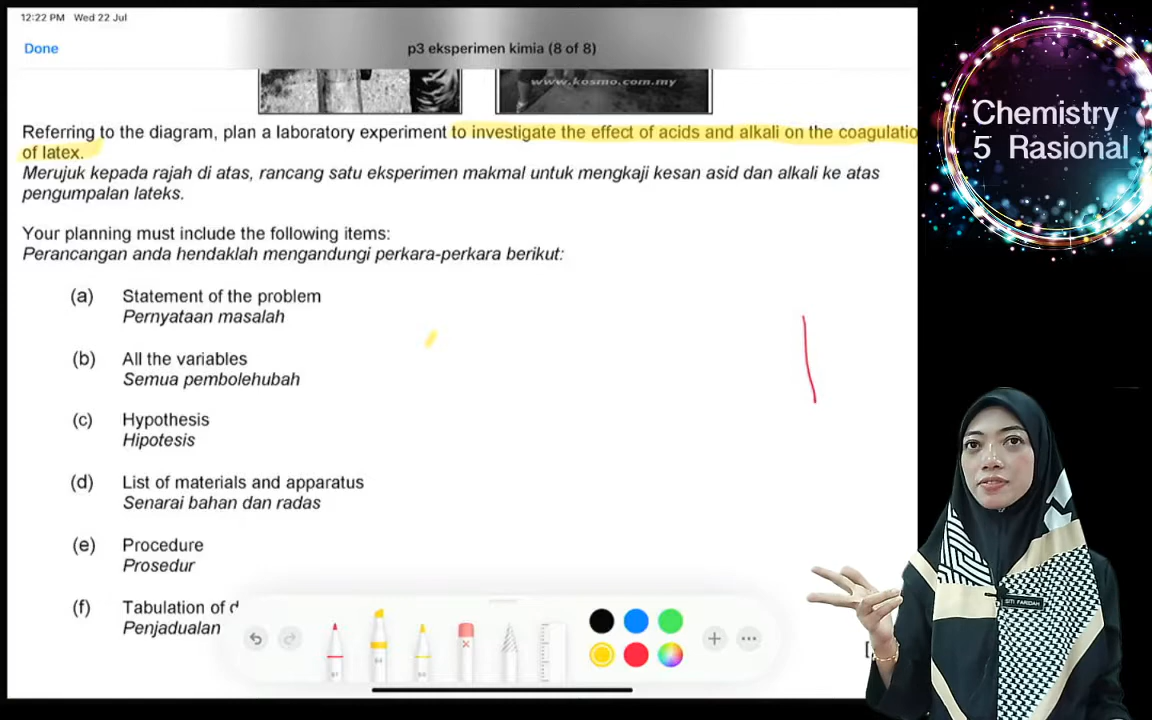 12:22 PM Wed 22 Jul
Done
p3 eksperimen kimia (8 of 8)
www.kosmo.com.my
Referring to the diagram, plan a laboratory experiment to investigate the effect of acids and alkali on the coagulatio
of latex.
Merujuk kepada rajah di atas, rancang satu eksperimen makmal untuk mengkaji kesan asid dan alkali ke atas
pengumpalan lateks.
Your planning must include the following items:
Perancangan anda hendaklah mengandungi perkara-perkara berikut:
(a) Statement of the problem
Pernyataan masalah
(b) All the variables
Semua pembolehubah
(c) Hypothesis
Hipotesis
(d) List of materials and apparatus
Senarai bahan dan radas
(e) Procedure
Prosedur
(f) Tabulation of d
Penjadualan
Chemistry
5 Rasional
SITI FARIDAH